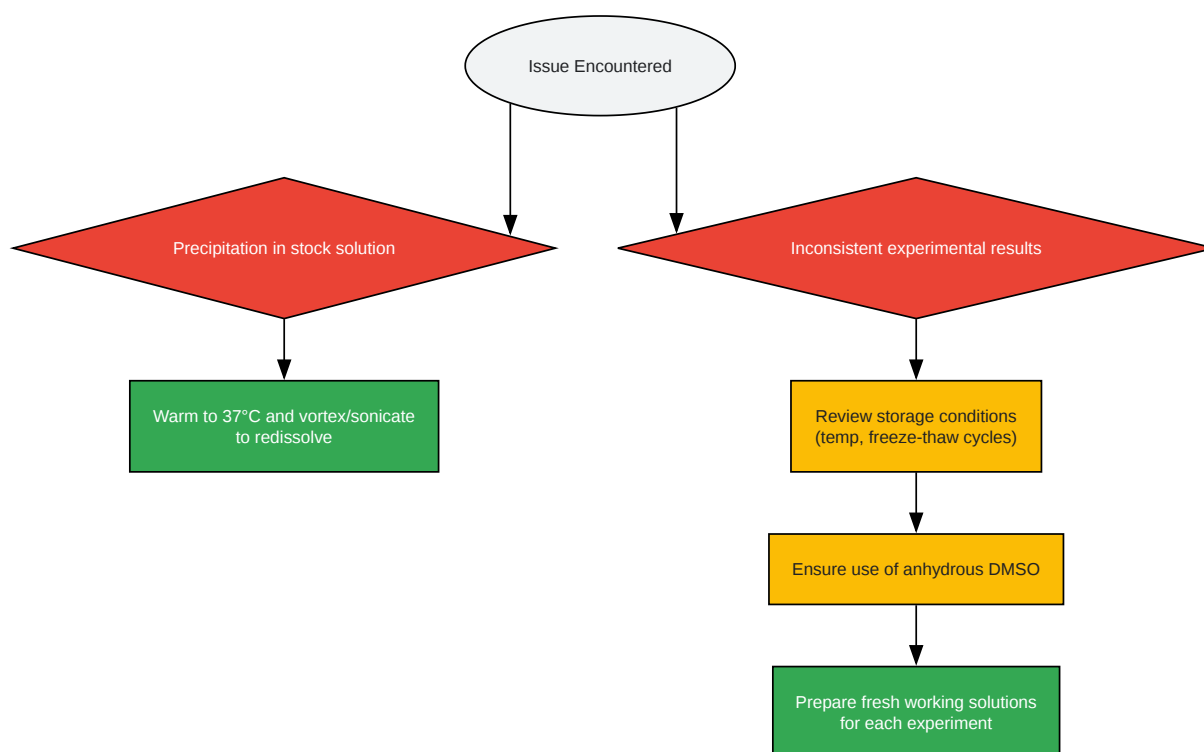 Issue Encountered
Precipitation in stock solution
Inconsistent experimental results
Warm to 37°C and vortex/sonicate
to redissolve
Review storage conditions
(temp, freeze-thaw cycles)
Ensure use of anhydrous DMSO
Prepare fresh working solutions
for each experiment